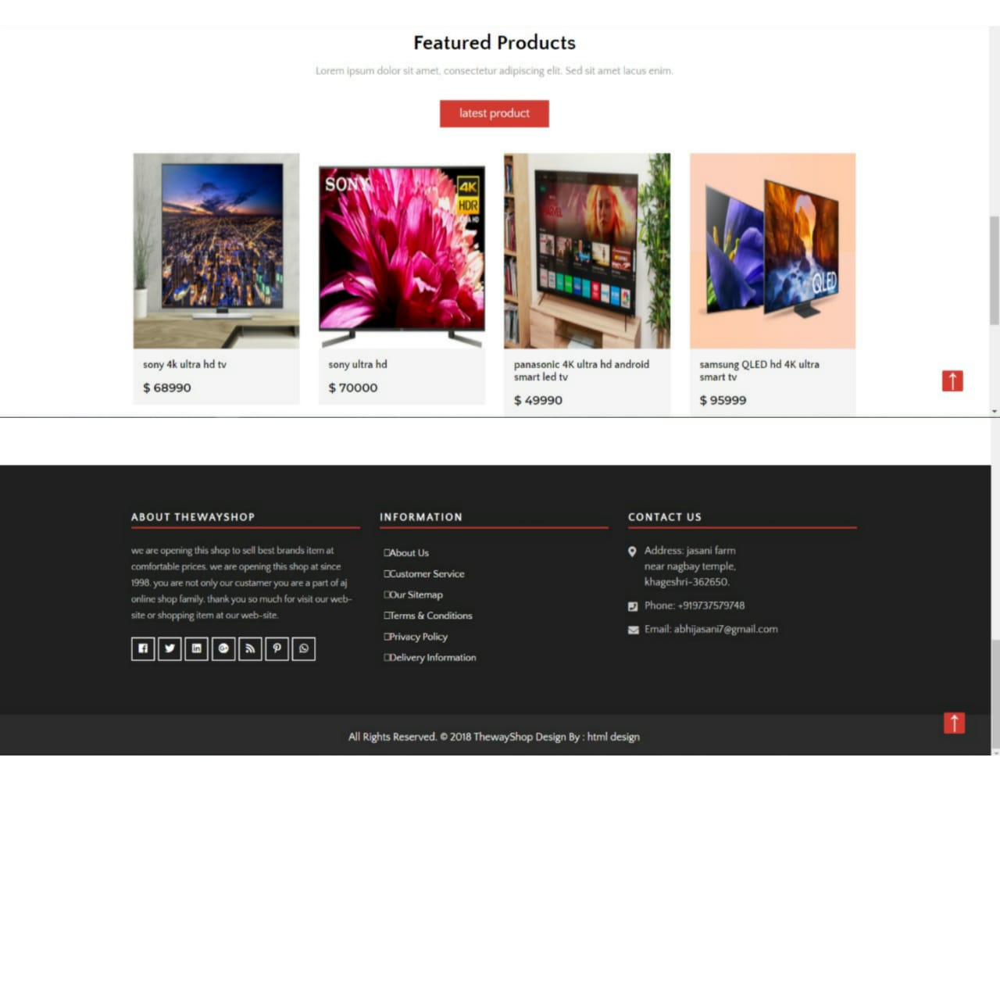 Featured Products
Lorem ipsum dolor sit amet, consectetur adipiscing elit. Sed sit amet lacus enim.
latest product
SONY
4K
HDR
HD
MARVEL
QLED
sony 4k ultra hd tv
$ 68990
sony ultra hd
$ 70000
panasonic 4K ultra hd android
smart led tv
$ 49990
samsung QLED hd 4K ultra
smart tv
$ 95999
ABOUT THEWAYSHOP
we are opening this shop to sell best brands item at
comfortable prices. we are opening this shop at since
1998. you are not only our custamer you are a part of aj
online shop family. thank you so much for visit our web-
site or shopping item at our web-site.
INFORMATION
About Us
Customer Service
Our Sitemap
Terms & Conditions
Privacy Policy
Delivery Information
CONTACT US
Address: jasani farm
near nagbay temple,
khageshri-362650.
Phone: +919737579748
Email: abhijasani7@gmail.com
All Rights Reserved. © 2018 ThewayShop Design By : html design